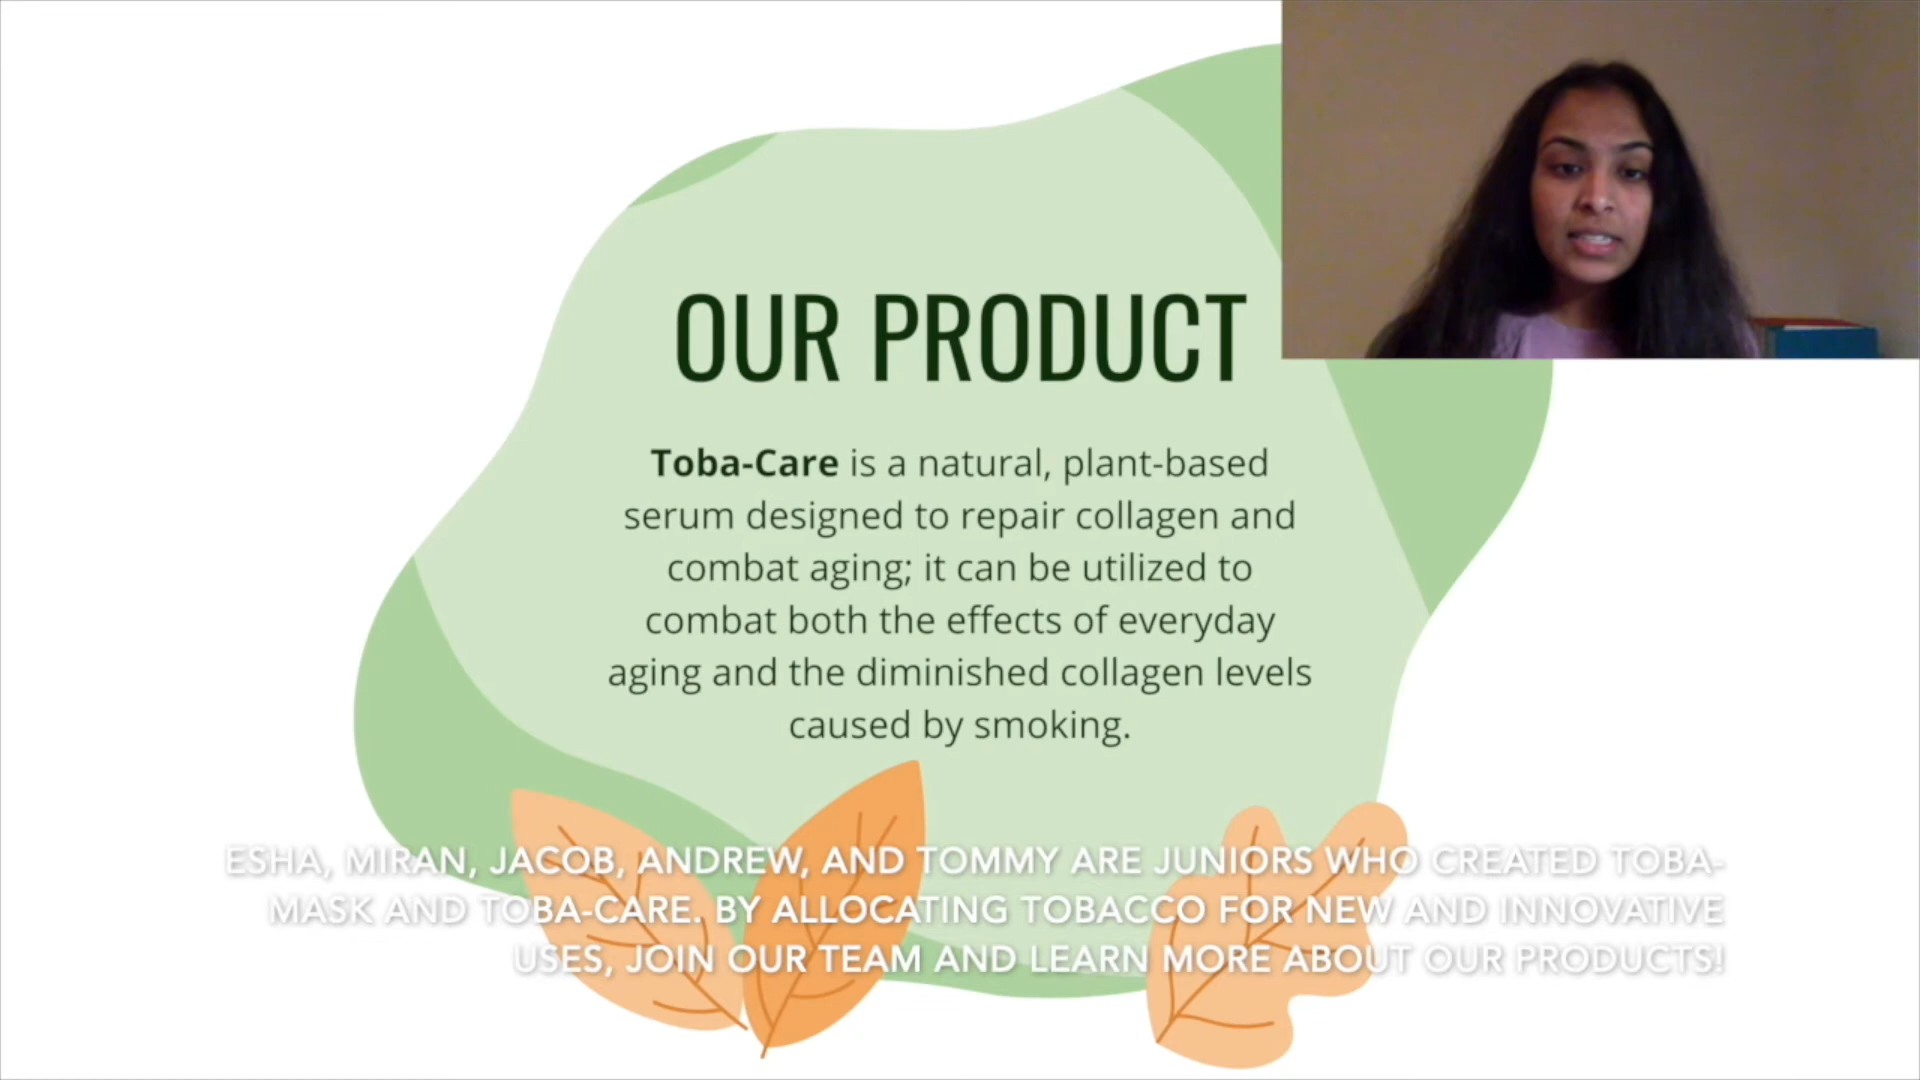 OUR PRODUCT
Toba-Care is a natural, plant-based
serum designed to repair collagen and
combat aging; it can be utilized to
combat both the effects of everyday
aging and the diminished collagen levels
caused by smoking.
ESHA, MIRAN, JACOB, ANDREW, AND TOMMY ARE JUNIORS WHO CREATED TOBA-
MASK AND TOBA-CARE. BY ALLOCATING TOBACCO FOR NEW AND INNOVATIVE
USES, JOIN OUR TEAM AND LEARN MORE ABOUT OUR PRODUCTS!